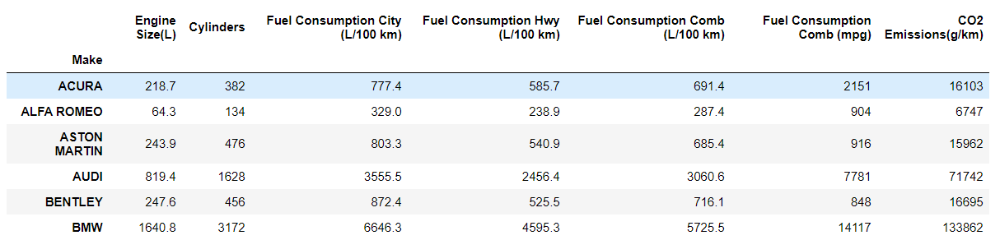 Engine Size(L) Cylinders Fuel Consumption City (L/100 km) Fuel Consumption Hwy (L/100 km) Fuel Consumption Comb (L/100 km) Fuel Consumption Comb (mpg) CO2 Emissions(g/km)
Make
ACURA 218.7 382 777.4 585.7 691.4 2151 16103
ALFA ROMEO 64.3 134 329.0 238.9 287.4 904 6747
ASTON MARTIN 243.9 476 803.3 540.9 685.4 916 15962
AUDI 819.4 1628 3555.5 2456.4 3060.6 7781 71742
BENTLEY 247.6 456 872.4 525.5 716.1 848 16695
BMW 1640.8 3172 6646.3 4595.3 5725.5 14117 133862